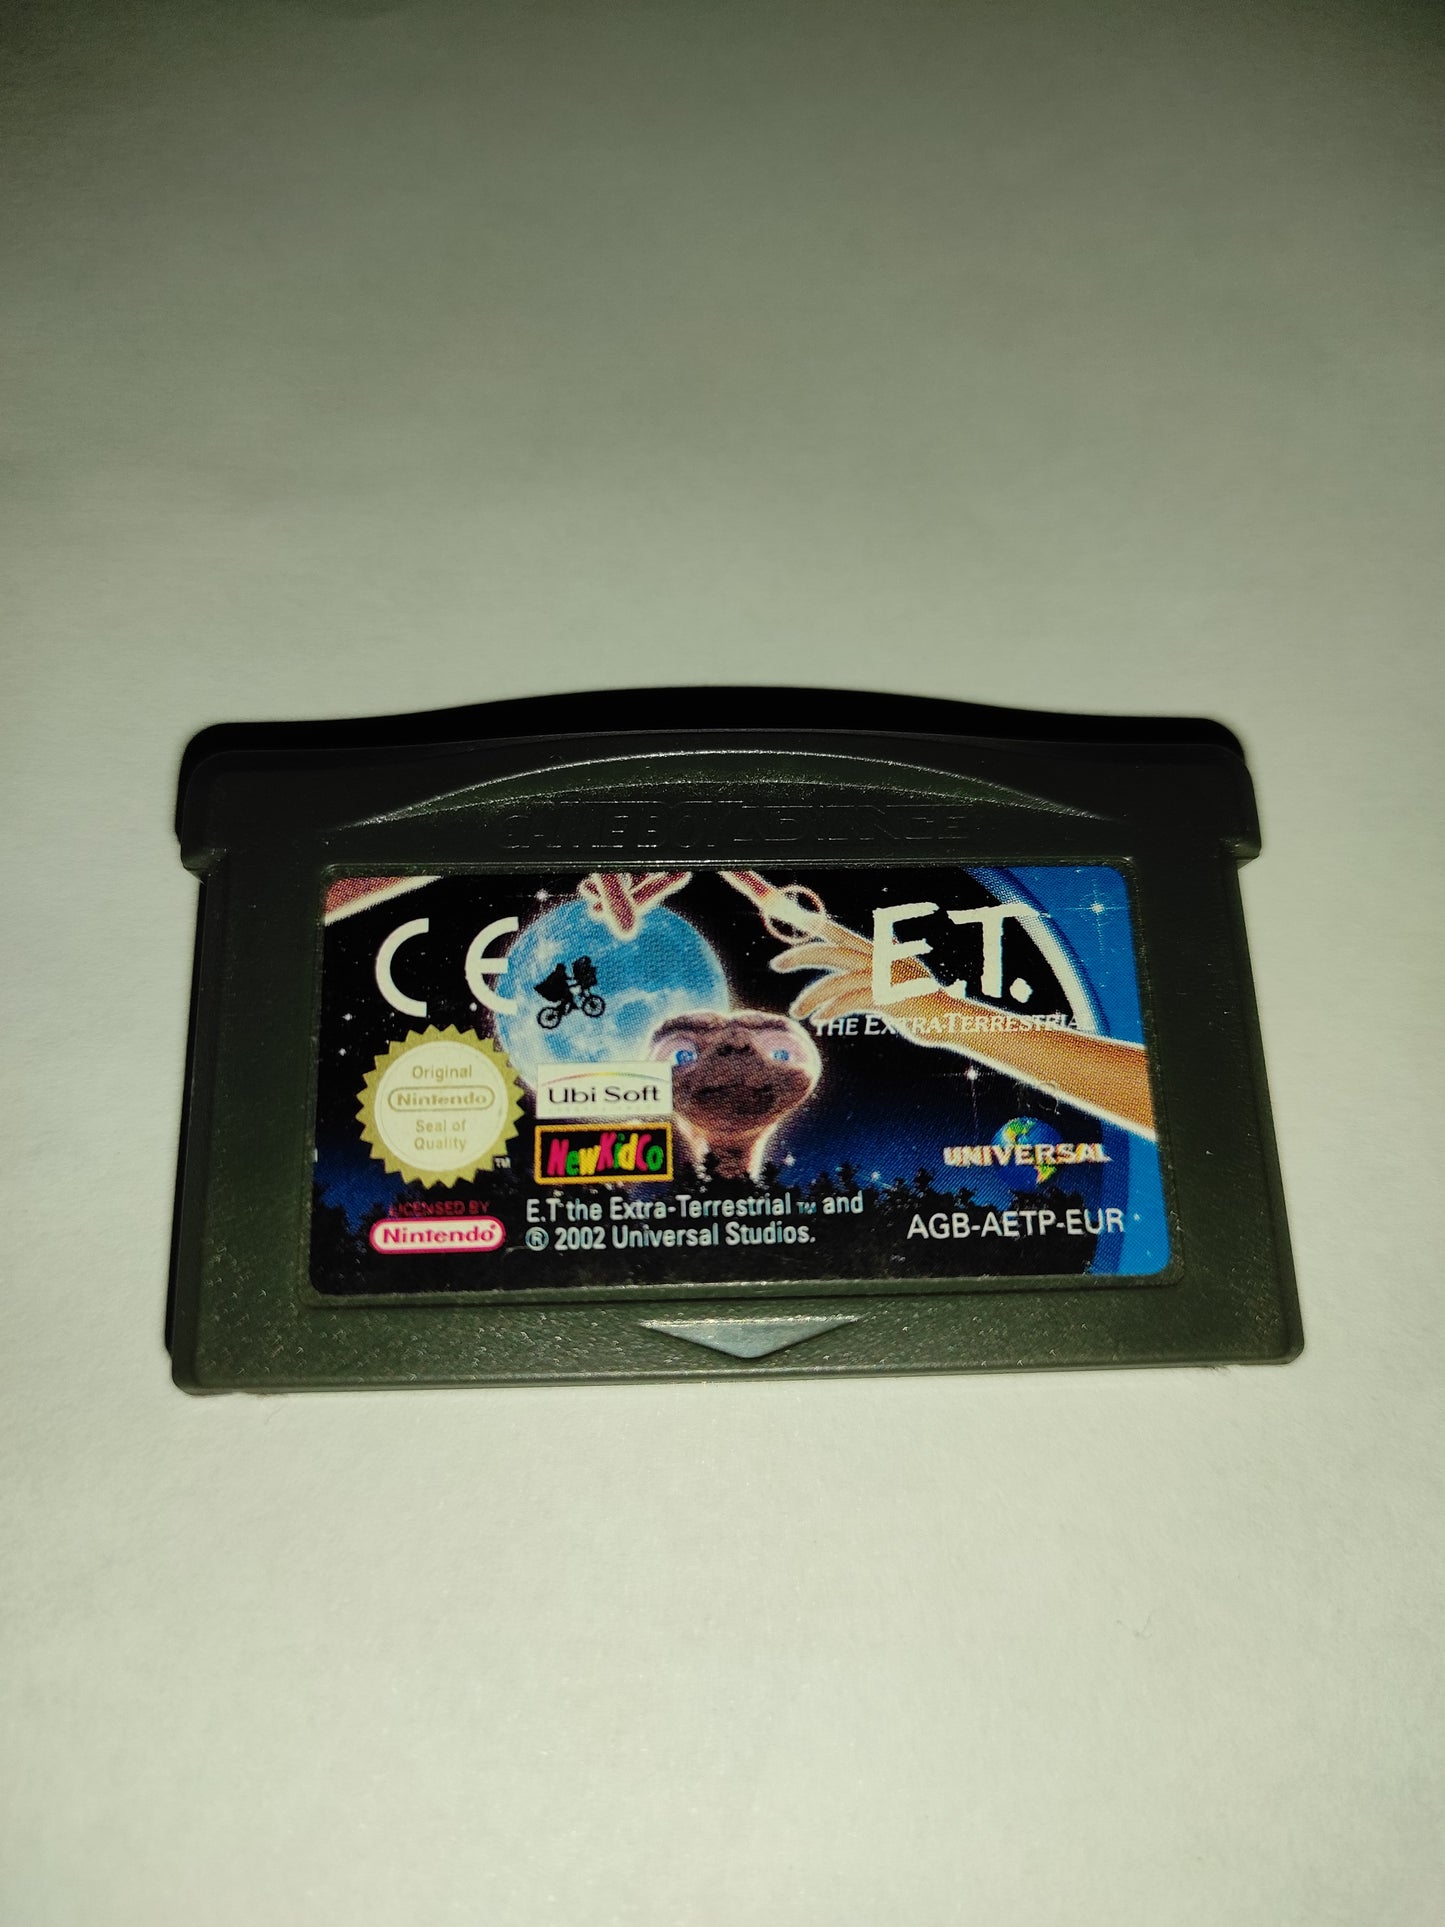 GAME BOY ADVANCE
CE
E.T.
THE EXTRA-TERRESTRIAL
Original
Nintendo
Seal of
Quality
TM
Ubi Soft
NewKidCo
UNIVERSAL
LICENSED BY
Nintendo
E.T the Extra-Terrestrial TM and
® 2002 Universal Studios.
AGB-AETP-EUR